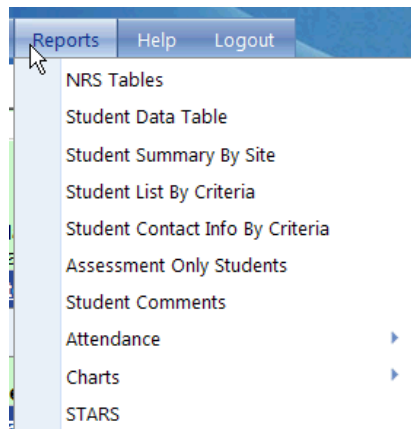 Reports Help Logout
NRS Tables
Student Data Table
Student Summary By Site
Student List By Criteria
Student Contact Info By Criteria
Assessment Only Students
Student Comments
Attendance
Charts
STARS